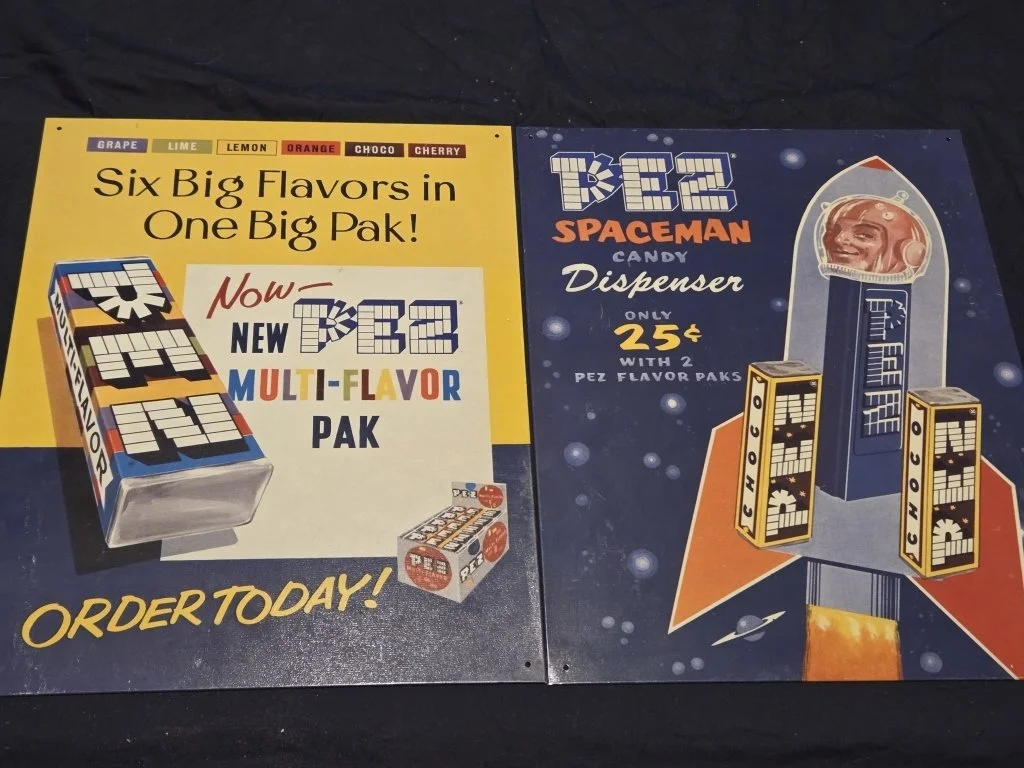 GRAPE LIME LEMON ORANGE CHOCO CHERRY
Six Big Flavors in
One Big Pak!
Now—
NEW PEZ
MULTI-FLAVOR
PAK
PEZ
MULTI-FLAVOR
PEZ
PEZ
PEZ
ORDER TODAY!
PEZ
SPACEMAN
CANDY
Dispenser
ONLY
25¢
WITH 2
PEZ FLAVOR PAKS
PEZ
CHOCO
PEZ
CHOCO
PEZ